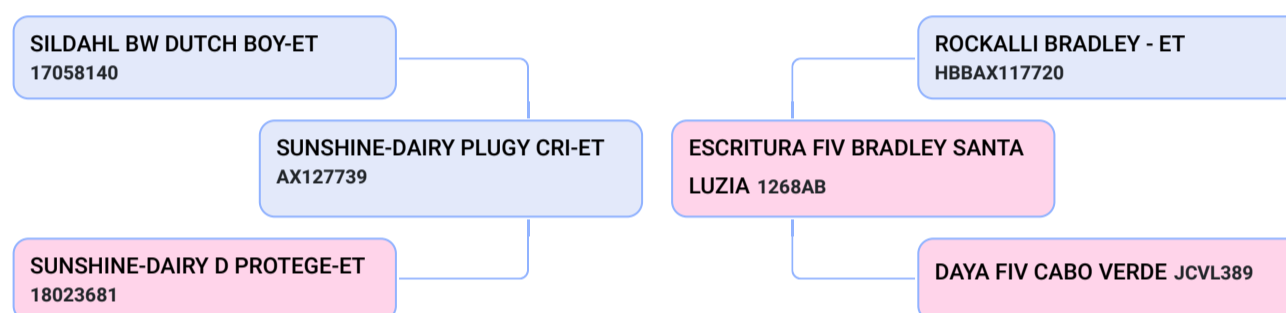 SILDAHL BW DUTCH BOY-ET
17058140
ROCKALLI BRADLEY - ET
HBBAX117720
SUNSHINE-DAIRY PLUGY CRI-ET
AX127739
ESCRITURA FIV BRADLEY SANTA
LUZIA 1268AB
SUNSHINE-DAIRY D PROTEGE-ET
18023681
DAYA FIV CABO VERDE JCVL389